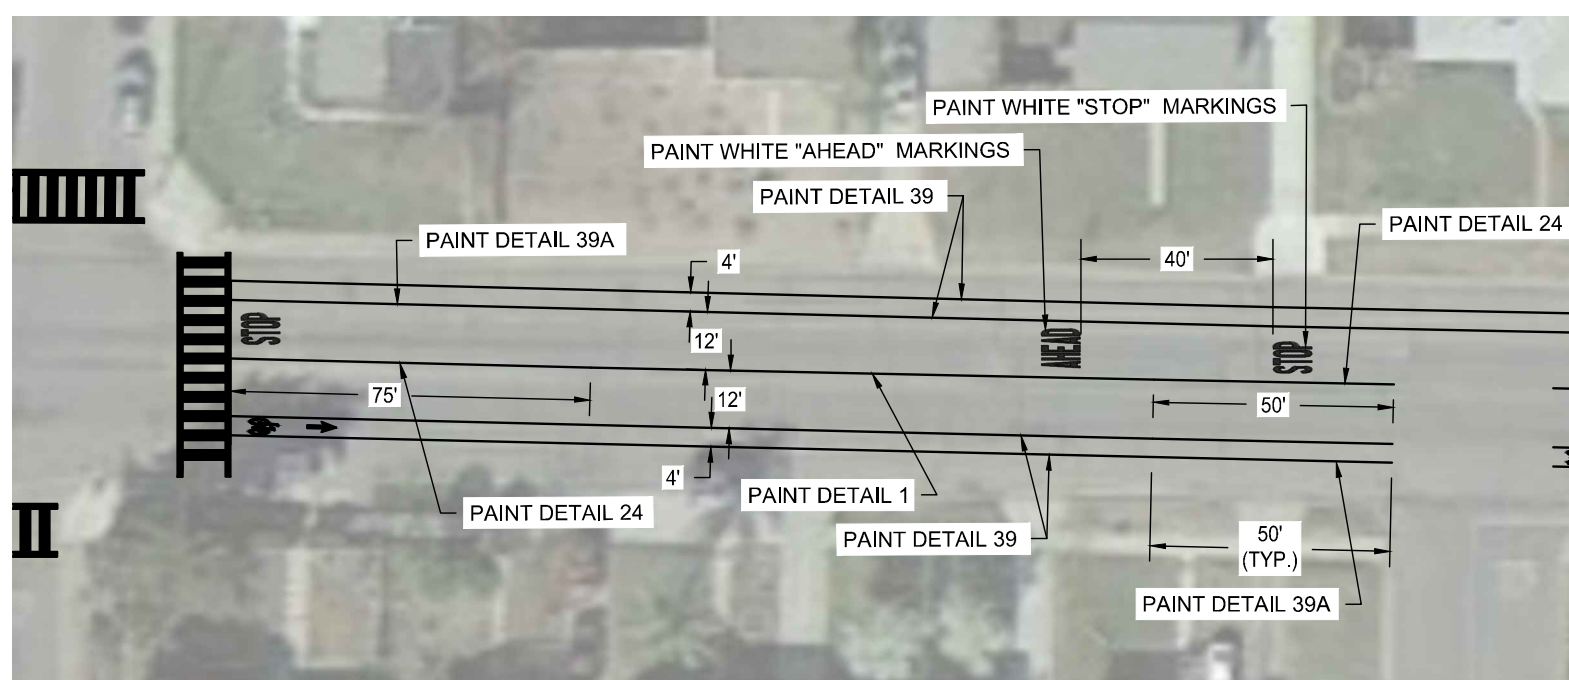 PAINT WHITE "STOP" MARKINGS
PAINT WHITE "AHEAD" MARKINGS
PAINT DETAIL 39
PAINT DETAIL 24
PAINT DETAIL 39A
4'
40'
STOP
12'
AHEAD
STOP
75'
12'
50'
4'
PAINT DETAIL 1
PAINT DETAIL 24
PAINT DETAIL 39
50'
(TYP.)
PAINT DETAIL 39A